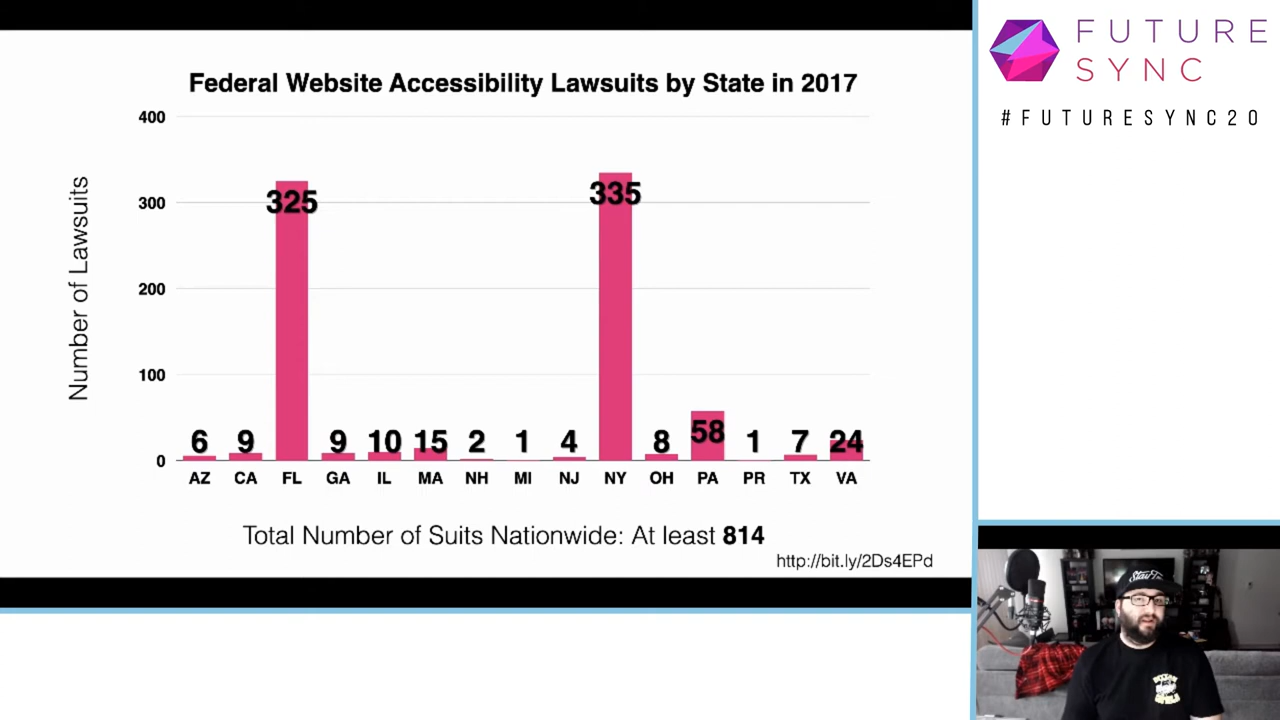 Federal Website Accessibility Lawsuits by State in 2017
400
300
200
100
0
Number of Lawsuits
6 9 325 9 10 15 2 1 4 335 8 58 1 7 24
AZ CA FL GA IL MA NH MI NJ NY OH PA PR TX VA
Total Number of Suits Nationwide: At least 814
http://bit.ly/2Ds4EPd
FUTURE
SYNC
#FUTURESYNC20